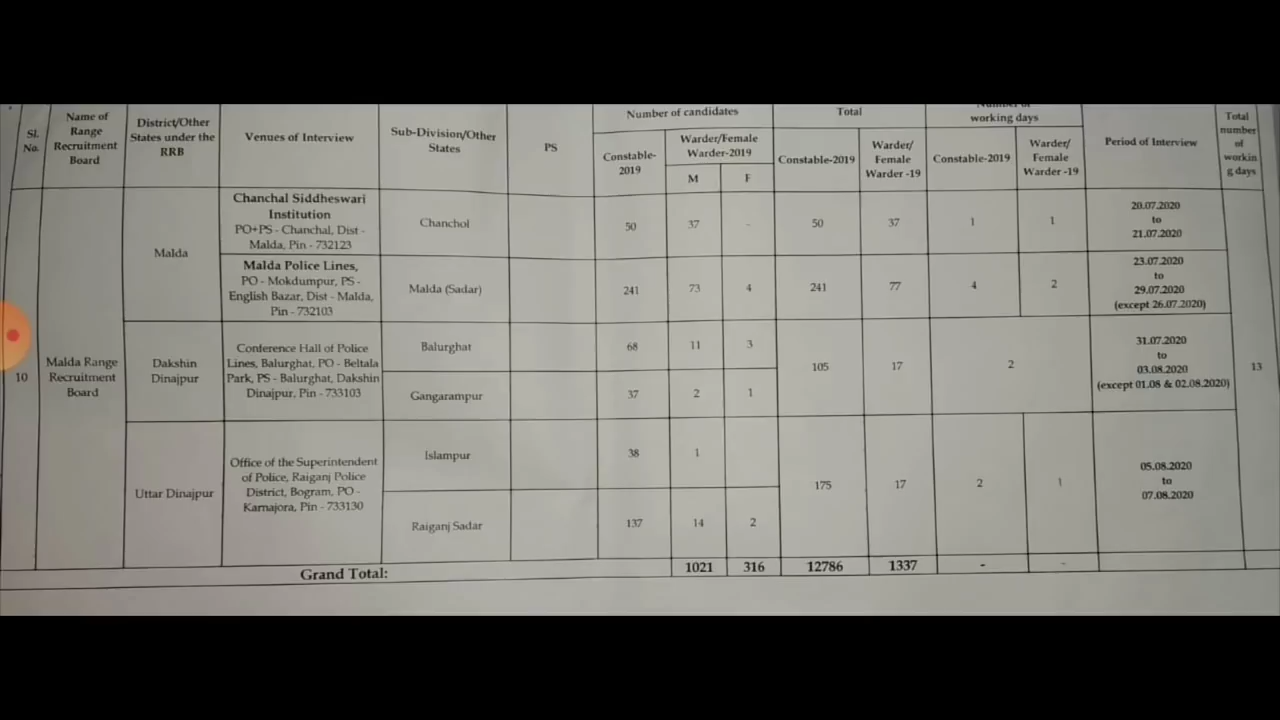 Sl. No.
Name of Range Recruitment Board
District/Other States under the RRB
Venues of Interview
Sub-Division/Other States
PS
Number of candidates
Constable-2019
Warder/Female Warder-2019
M
F
Total
Constable-2019
Warder/ Female Warder -19
Number of working days
Constable-2019
Warder/ Female Warder -19
Period of Interview
Total number of workin g days
10
Malda Range Recruitment Board
Malda
Chanchal Siddheswari
Institution
PO+PS - Chanchal, Dist -
Malda, Pin - 732123
Chanchol
50
37
-
50
37
1
1
20.07.2020
to
21.07.2020
Malda Police Lines,
PO - Mokdumpur, PS -
English Bazar, Dist - Malda,
Pin - 732103
Malda (Sadar)
241
73
4
241
77
4
2
23.07.2020
to
29.07.2020
(except 26.07.2020)
Dakshin
Dinajpur
Conference Hall of Police
Lines, Balurghat, PO - Beltala
Park, PS - Balurghat, Dakshin
Dinajpur, Pin - 733103
Balurghat
68
11
3
Gangarampur
37
2
1
105
17
2
31.07.2020
to
03.08.2020
(except 01.08 & 02.08.2020)
13
Uttar Dinajpur
Office of the Superintendent
of Police, Raiganj Police
District, Bogram, PO -
Karnajora, Pin - 733130
Islampur
38
1
Raiganj Sadar
137
14
2
175
17
2
1
05.08.2020
to
07.08.2020
Grand Total:
1021
316
12786
1337
-
-